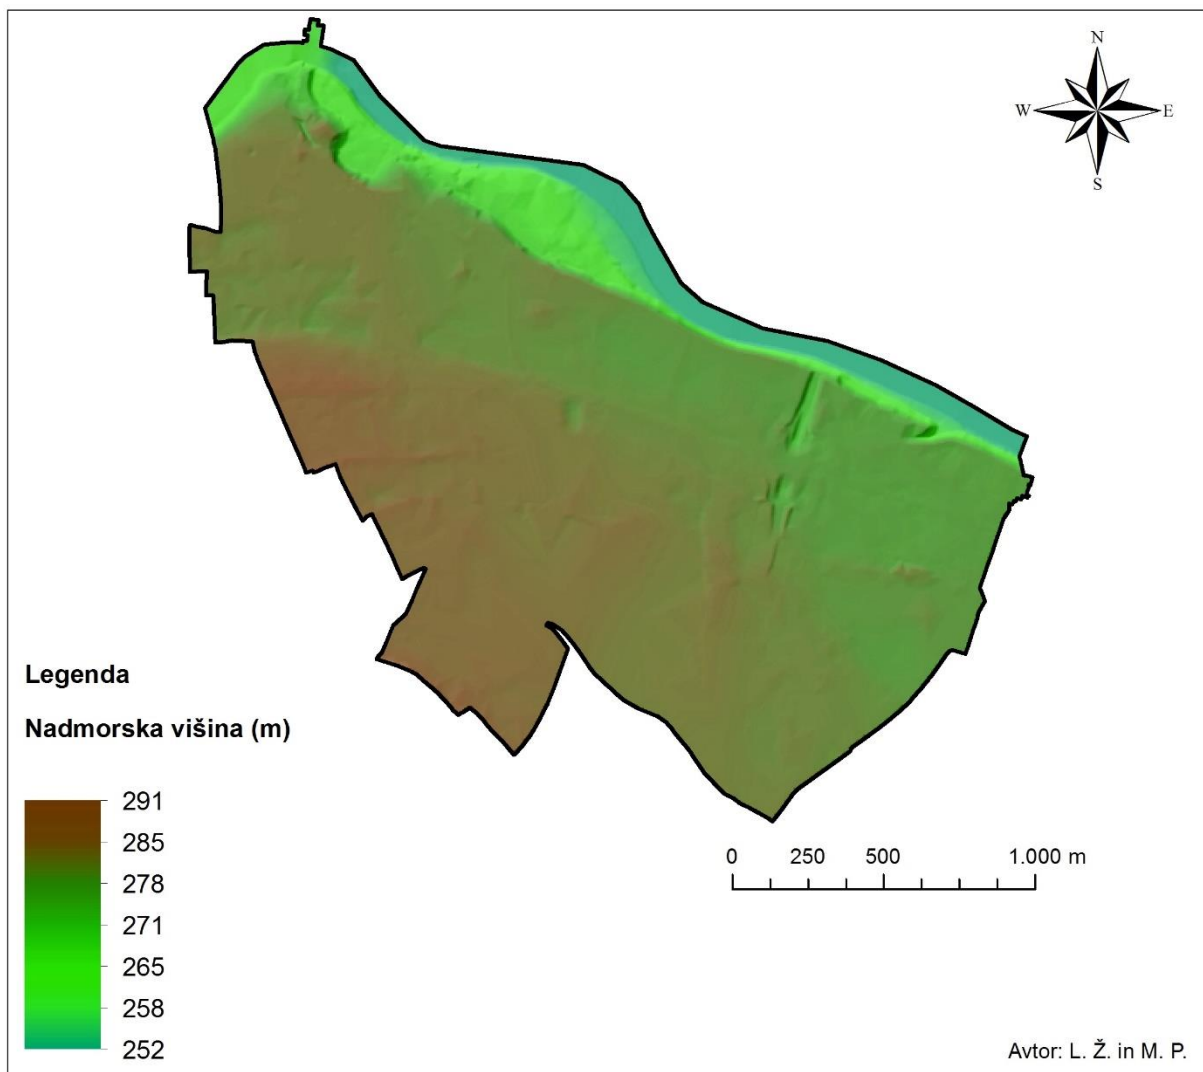 N
W E
S
Legenda
Nadmorska višina (m)
291
285
278
271
265
258
252
0 250 500 1.000 m
Avtor: L. Ž. in M. P.